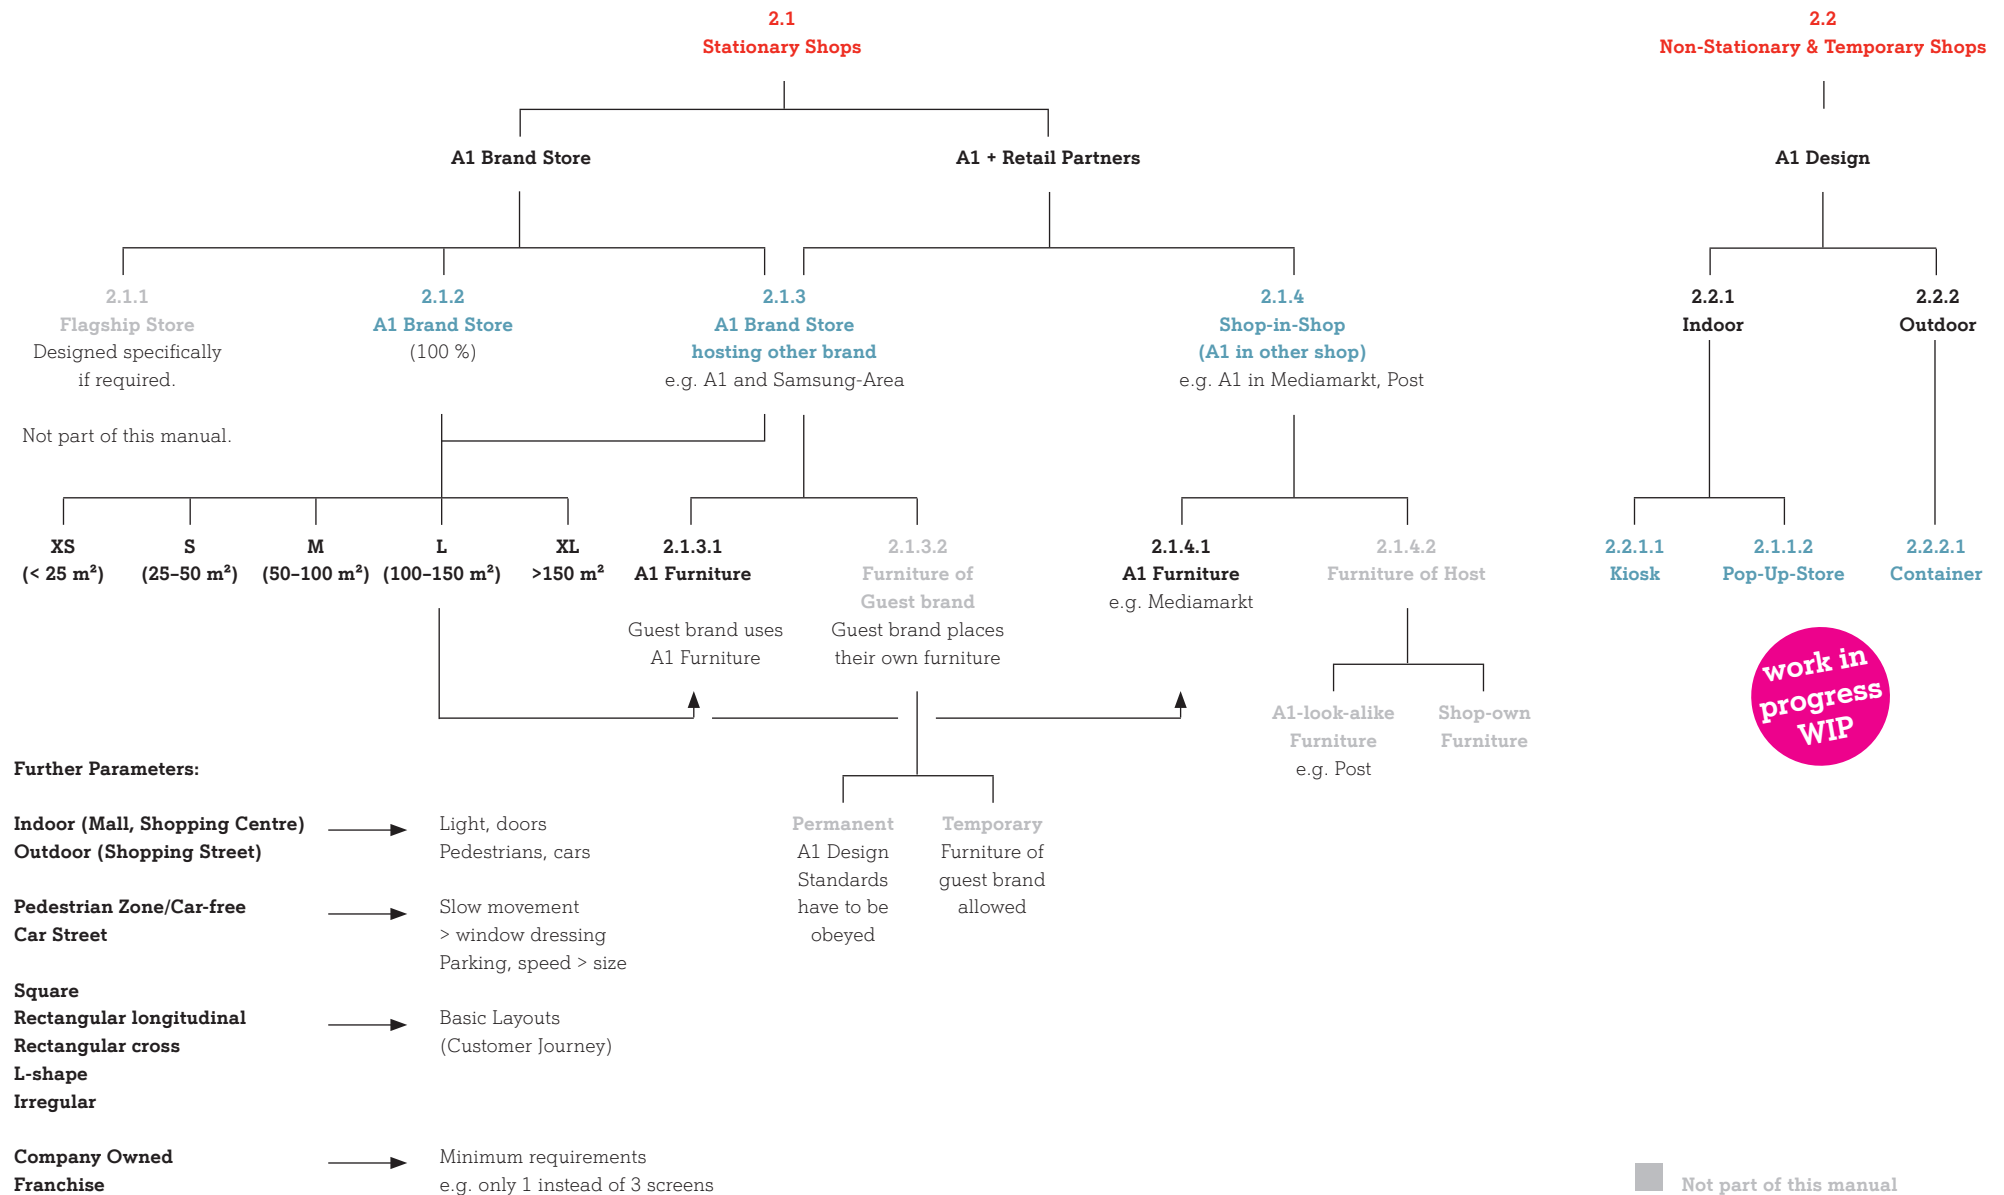 2.1
Stationary Shops
2.2
Non-Stationary & Temporary Shops
A1 Brand Store
A1 + Retail Partners
A1 Design
2.1.1
Flagship Store
Designed specifically
if required.
Not part of this manual.
2.1.2
A1 Brand Store
(100 %)
2.1.3
A1 Brand Store
hosting other brand
e.g. A1 and Samsung-Area
2.1.4
Shop-in-Shop
(A1 in other shop)
e.g. A1 in Mediamarkt, Post
2.2.1
Indoor
2.2.2
Outdoor
XS
(< 25 m²)
S
(25–50 m²)
M
(50–100 m²)
L
(100–150 m²)
XL
>150 m²
2.1.3.1
A1 Furniture
Guest brand uses
A1 Furniture
2.1.3.2
Furniture of
Guest brand
Guest brand places
their own furniture
2.1.4.1
A1 Furniture
e.g. Mediamarkt
2.1.4.2
Furniture of Host
2.2.1.1
Kiosk
2.1.1.2
Pop-Up-Store
2.2.2.1
Container
work in
progress
WIP
A1-look-alike
Furniture
e.g. Post
Shop-own
Furniture
Permanent
A1 Design
Standards
have to be
obeyed
Temporary
Furniture of
guest brand
allowed
Further Parameters:
Indoor (Mall, Shopping Centre)
Outdoor (Shopping Street)
Light, doors
Pedestrians, cars
Pedestrian Zone/Car-free
Car Street
Slow movement
> window dressing
Parking, speed > size
Square
Rectangular longitudinal
Rectangular cross
L-shape
Irregular
Basic Layouts
(Customer Journey)
Company Owned
Franchise
Minimum requirements
e.g. only 1 instead of 3 screens
Not part of this manual